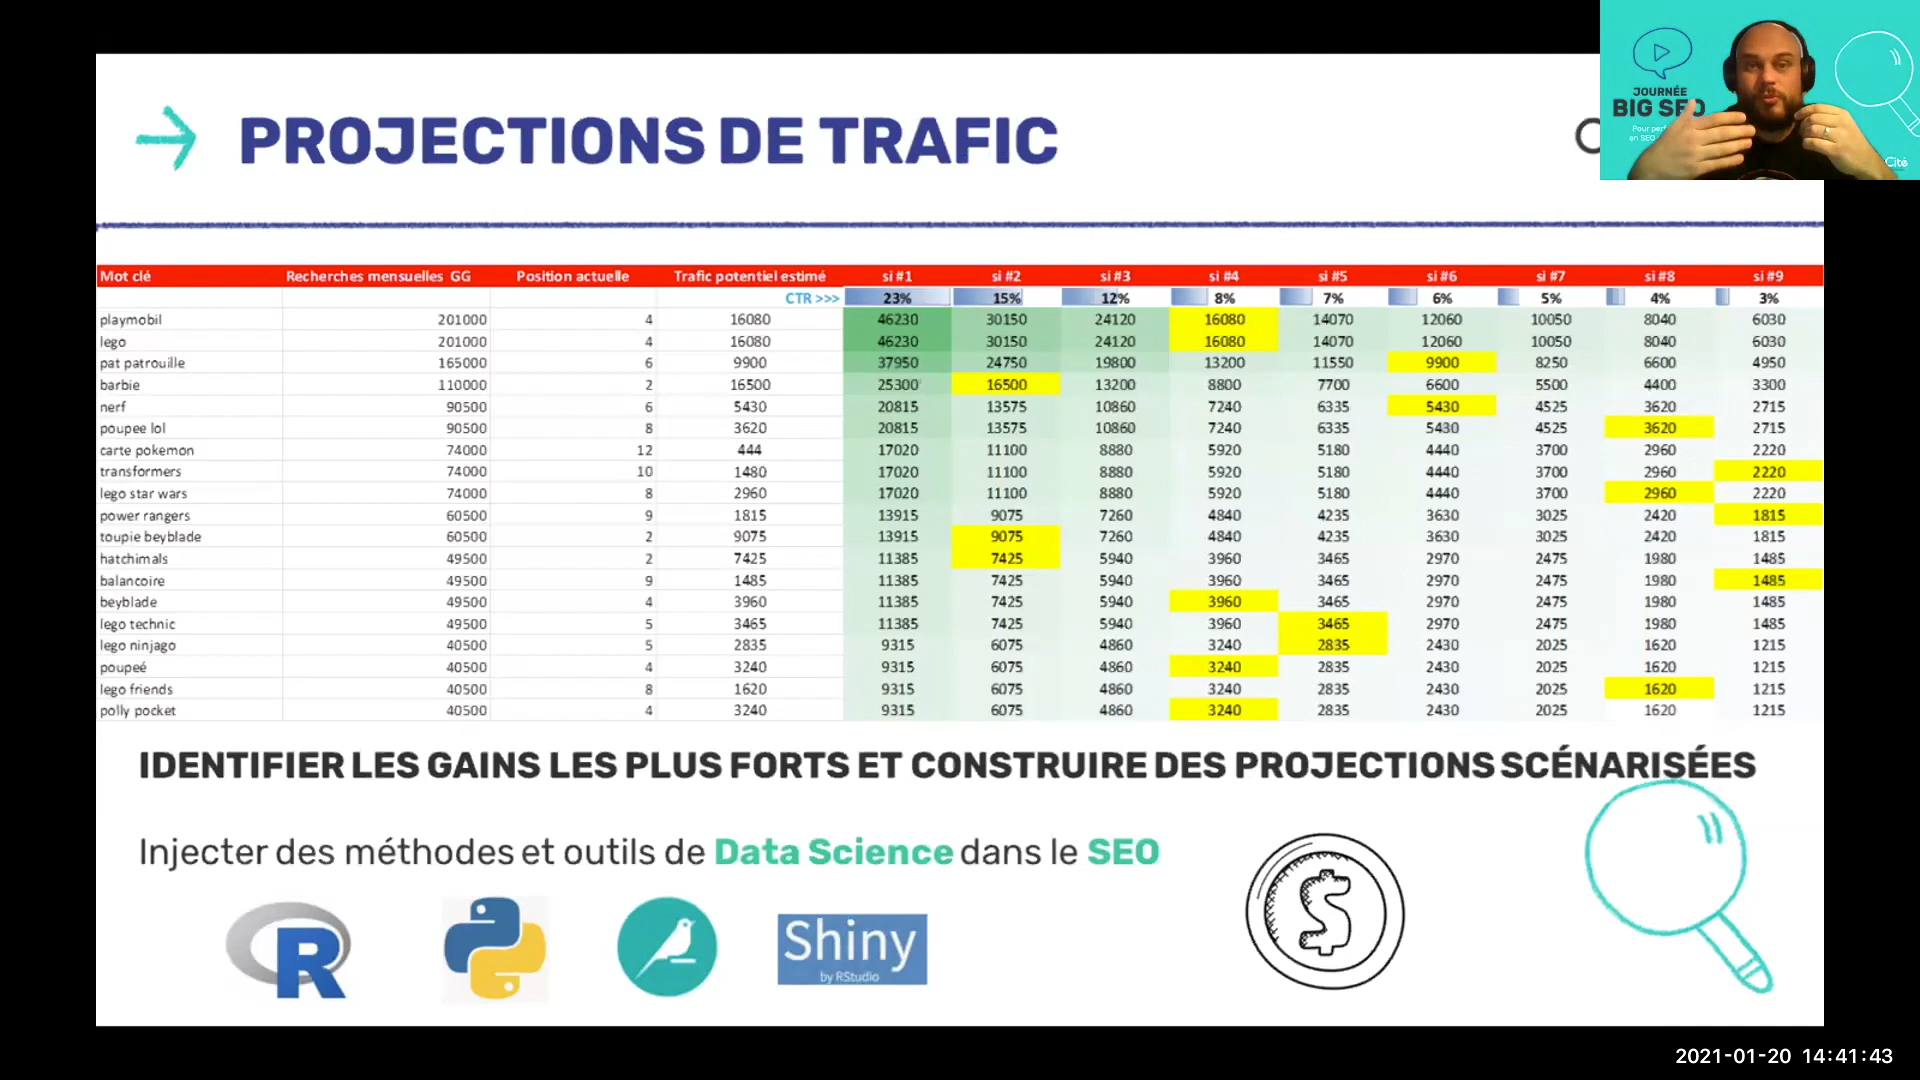 PROJECTIONS DE TRAFIC
JOURNÉE
BIG SEO
Pour
en SEO
Cité
Mot clé Recherches mensuelles GG Position actuelle Trafic potentiel estimé si #1 si #2 si #3 si #4 si #5 si #6 si #7 si #8 si #9
CTR >>> 23% 15% 12% 8% 7% 6% 5% 4% 3%
playmobil 201000 4 16080 46230 30150 24120 16080 14070 12060 10050 8040 6030
lego 201000 4 16080 46230 30150 24120 16080 14070 12060 10050 8040 6030
pat patrouille 165000 6 9900 37950 24750 19800 13200 11550 9900 8250 6600 4950
barbie 110000 2 16500 25300 16500 13200 8800 7700 6600 5500 4400 3300
nerf 90500 6 5430 20815 13575 10860 7240 6335 5430 4525 3620 2715
poupee lol 90500 8 3620 20815 13575 10860 7240 6335 5430 4525 3620 2715
carte pokemon 74000 12 444 17020 11100 8880 5920 5180 4440 3700 2960 2220
transformers 74000 10 1480 17020 11100 8880 5920 5180 4440 3700 2960 2220
lego star wars 74000 8 2960 17020 11100 8880 5920 5180 4440 3700 2960 2220
power rangers 60500 9 1815 13915 9075 7260 4840 4235 3630 3025 2420 1815
toupie beyblade 60500 2 9075 13915 9075 7260 4840 4235 3630 3025 2420 1815
hatchimals 49500 2 7425 11385 7425 5940 3960 3465 2970 2475 1980 1485
balancoire 49500 9 1485 11385 7425 5940 3960 3465 2970 2475 1980 1485
beyblade 49500 4 3960 11385 7425 5940 3960 3465 2970 2475 1980 1485
lego technic 49500 5 3465 11385 7425 5940 3960 3465 2970 2475 1980 1485
lego ninjago 40500 5 2835 9315 6075 4860 3240 2835 2430 2025 1620 1215
poupeé 40500 4 3240 9315 6075 4860 3240 2835 2430 2025 1620 1215
lego friends 40500 8 1620 9315 6075 4860 3240 2835 2430 2025 1620 1215
polly pocket 40500 4 3240 9315 6075 4860 3240 2835 2430 2025 1620 1215
IDENTIFIER LES GAINS LES PLUS FORTS ET CONSTRUIRE DES PROJECTIONS SCÉNARISÉES
Injecter des méthodes et outils de Data Science dans le SEO
R
Shiny
by RStudio
$
2021-01-20 14:41:43